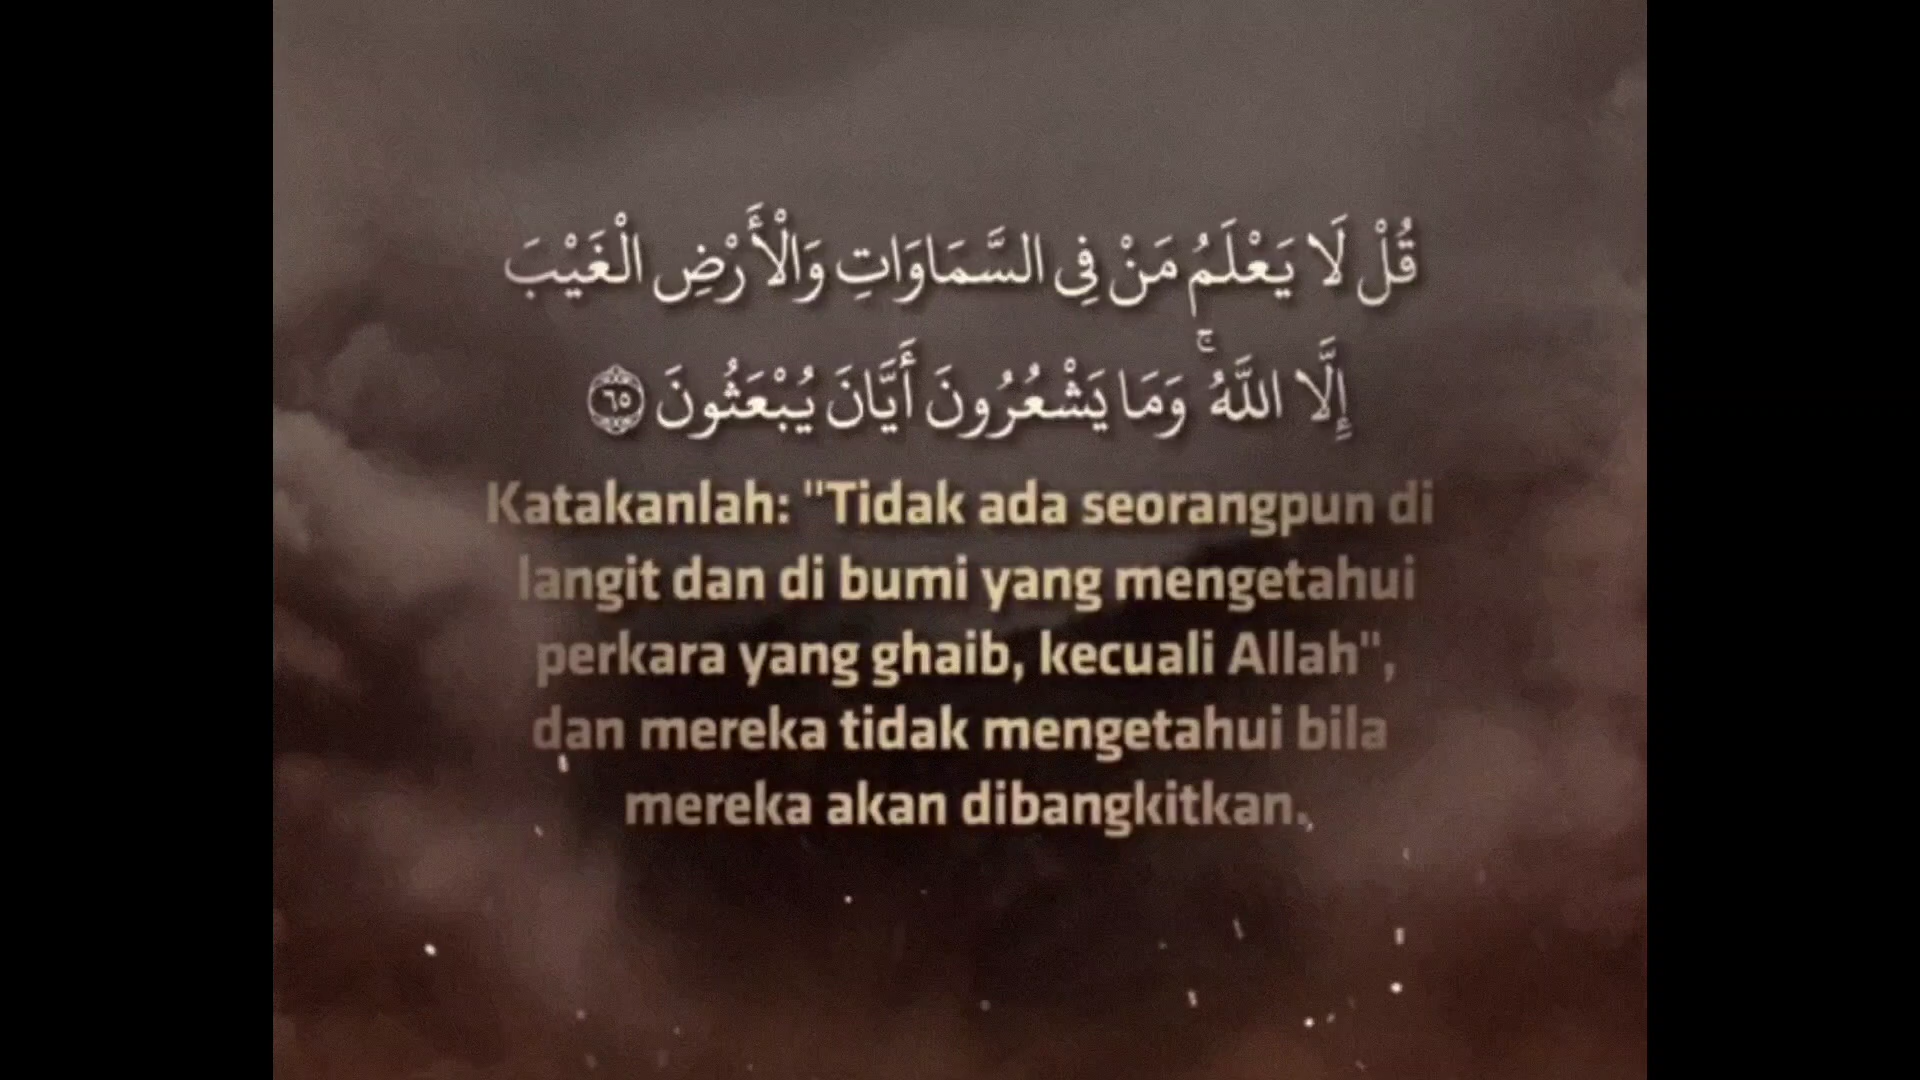 قُلْ لَا يَعْلَمُ مَنْ فِي السَّمَاوَاتِ وَالْأَرْضِ الْغَيْبَ
إِلَّا اللَّهُ ۚ وَمَا يَشْعُرُونَ أَيَّانَ يُبْعَثُونَ ٦٥
Katakanlah: "Tidak ada seorangpun di
langit dan di bumi yang mengetahui
perkara yang ghaib, kecuali Allah",
dan mereka tidak mengetahui bila
mereka akan dibangkitkan.